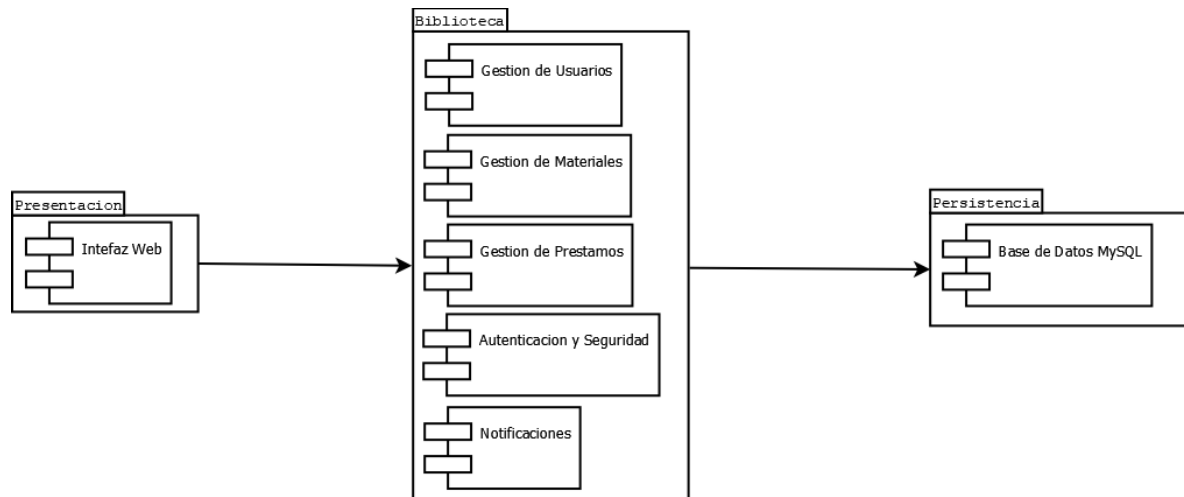 Presentacion
Intefaz Web
Biblioteca
Gestion de Usuarios
Gestion de Materiales
Gestion de Prestamos
Autenticacion y Seguridad
Notificaciones
Persistencia
Base de Datos MySQL